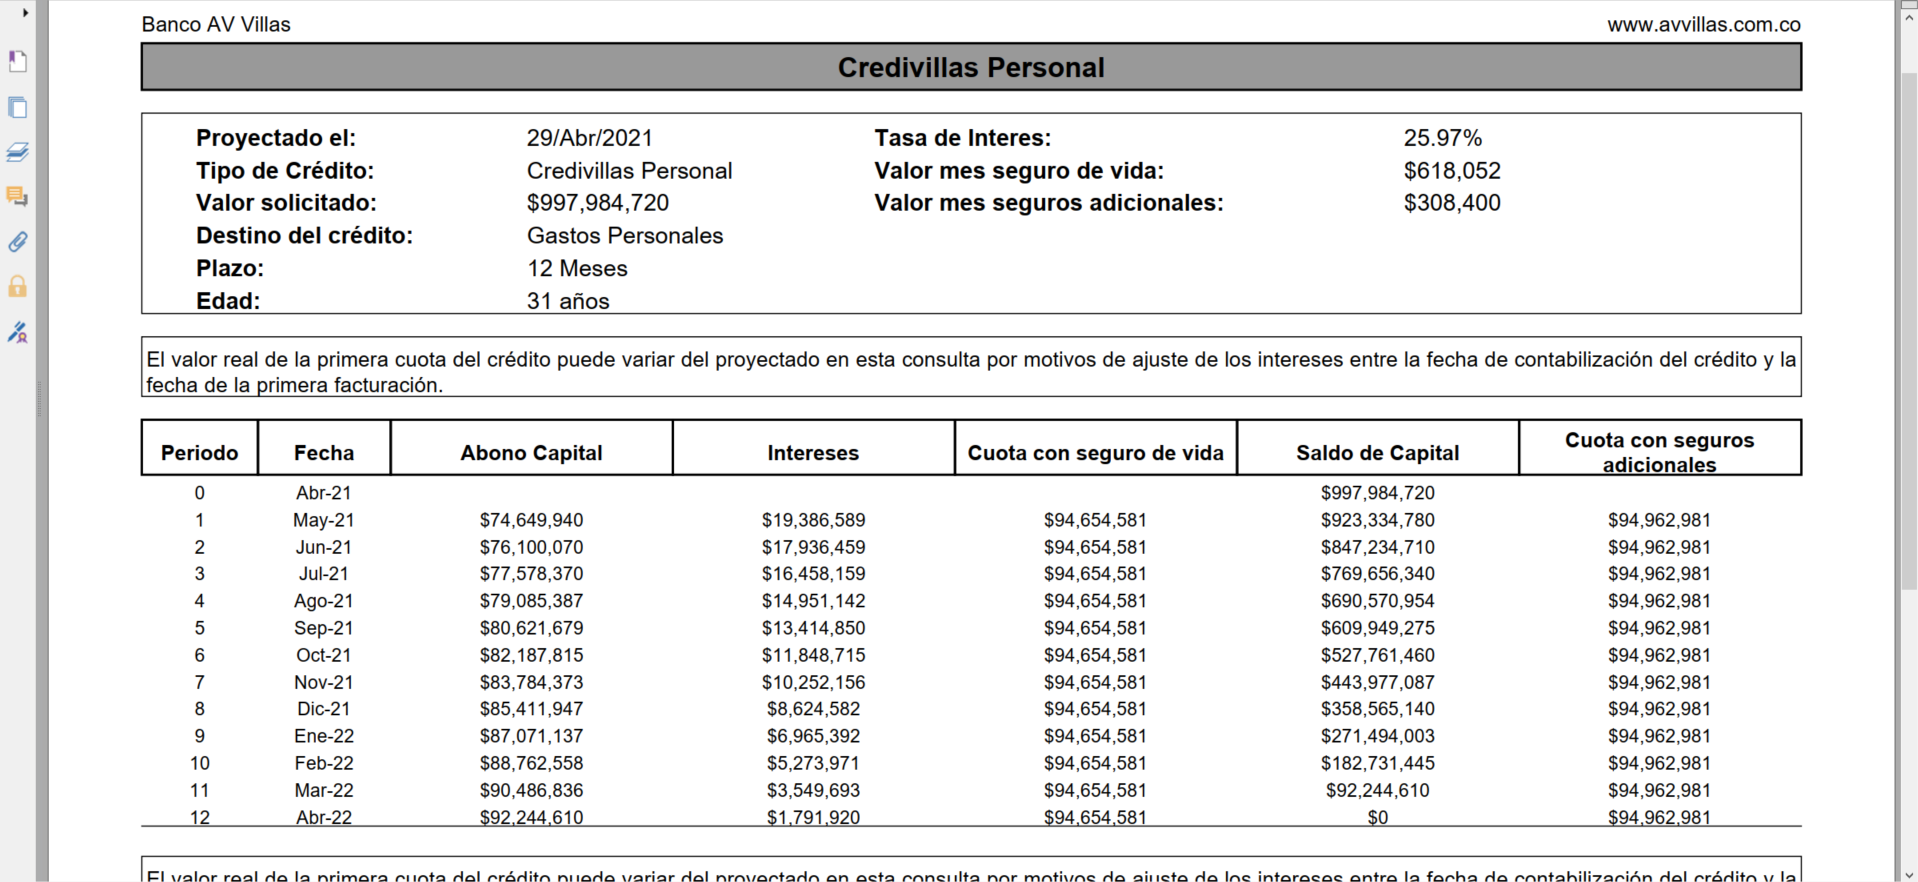 Banco AV Villas www.avvillas.com.co
Credivillas Personal
Proyectado el: 29/Abr/2021 Tasa de Interes: 25.97%
Tipo de Crédito: Credivillas Personal Valor mes seguro de vida: $618,052
Valor solicitado: $997,984,720 Valor mes seguros adicionales: $308,400
Destino del crédito: Gastos Personales
Plazo: 12 Meses
Edad: 31 años
El valor real de la primera cuota del crédito puede variar del proyectado en esta consulta por motivos de ajuste de los intereses entre la fecha de contabilización del crédito y la
fecha de la primera facturación.
Periodo Fecha Abono Capital Intereses Cuota con seguro de vida Saldo de Capital Cuota con seguros
adicionales
0 Abr-21 $997,984,720
1 May-21 $74,649,940 $19,386,589 $94,654,581 $923,334,780 $94,962,981
2 Jun-21 $76,100,070 $17,936,459 $94,654,581 $847,234,710 $94,962,981
3 Jul-21 $77,578,370 $16,458,159 $94,654,581 $769,656,340 $94,962,981
4 Ago-21 $79,085,387 $14,951,142 $94,654,581 $690,570,954 $94,962,981
5 Sep-21 $80,621,679 $13,414,850 $94,654,581 $609,949,275 $94,962,981
6 Oct-21 $82,187,815 $11,848,715 $94,654,581 $527,761,460 $94,962,981
7 Nov-21 $83,784,373 $10,252,156 $94,654,581 $443,977,087 $94,962,981
8 Dic-21 $85,411,947 $8,624,582 $94,654,581 $358,565,140 $94,962,981
9 Ene-22 $87,071,137 $6,965,392 $94,654,581 $271,494,003 $94,962,981
10 Feb-22 $88,762,558 $5,273,971 $94,654,581 $182,731,445 $94,962,981
11 Mar-22 $90,486,836 $3,549,693 $94,654,581 $92,244,610 $94,962,981
12 Abr-22 $92,244,610 $1,791,920 $94,654,581 $0 $94,962,981
El valor real de la primera cuota del crédito puede variar del proyectado en esta consulta por motivos de ajuste de los intereses entre la fecha de contabilización del crédito y la